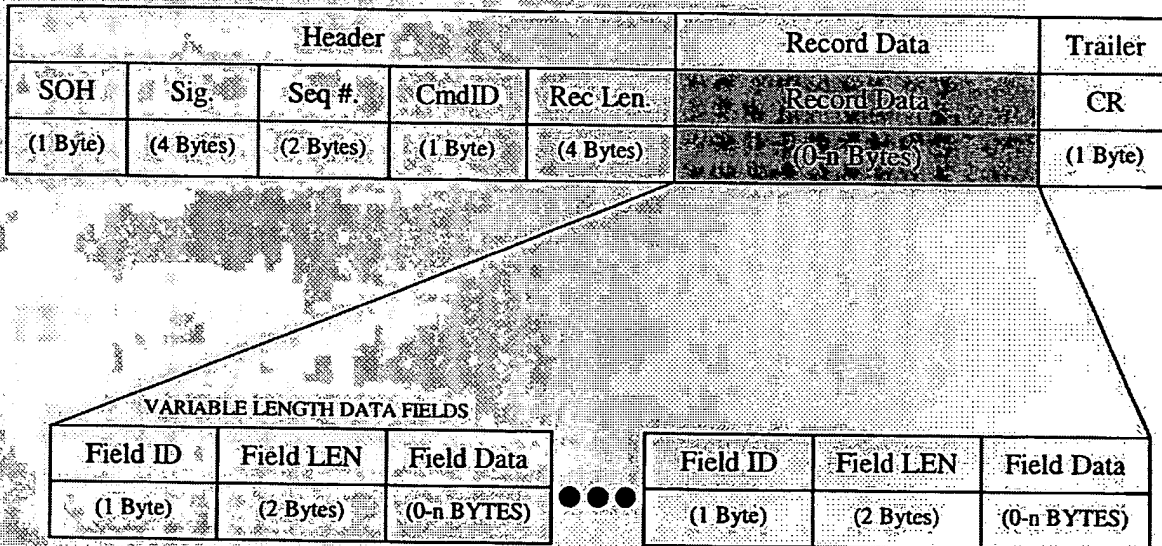 Header Record Data Trailer
SOH Sig. Seq #. CmdID Rec Len. Record Data CR
(1 Byte) (4 Bytes) (2 Bytes) (1 Byte) (4 Bytes) (0-n Bytes) (1 Byte)
VARIABLE LENGTH DATA FIELDS
Field ID Field LEN Field Data Field ID Field LEN Field Data
(1 Byte) (2 Bytes) (0-n BYTES) ●●● (1 Byte) (2 Bytes) (0-n BYTES)